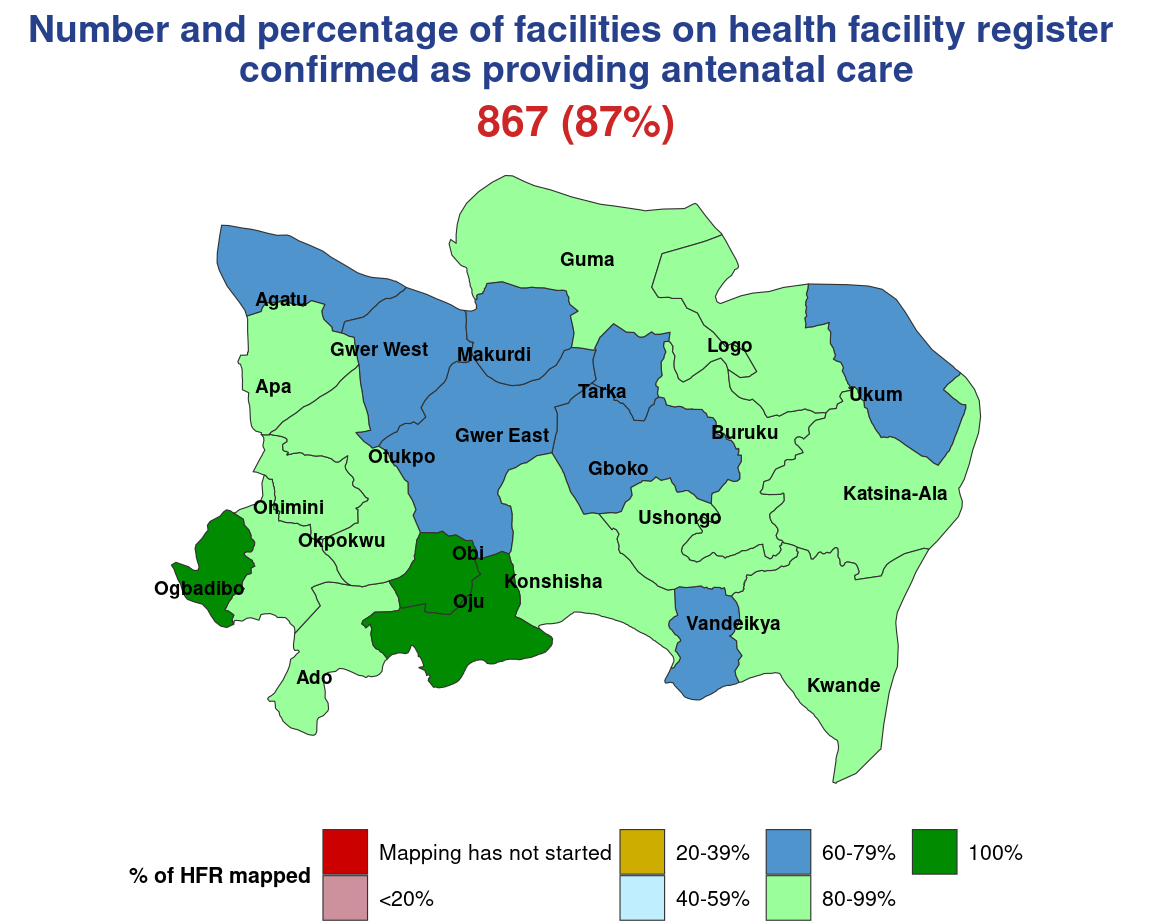 Number and percentage of facilities on health facility register
confirmed as providing antenatal care
867 (87%)
Guma
Agatu
Gwer West
Makurdi
Logo
Apa
Tarka
Ukum
Buruku
Gwer East
Otukpo
Gboko
Katsina-Ala
Ohimini
Ushongo
Okpokwu
Obi
Konshisha
Ogbadibo
Oju
Vandeikya
Ado
Kwande
% of HFR mapped
Mapping has not started
<20%
20-39%
40-59%
60-79%
80-99%
100%